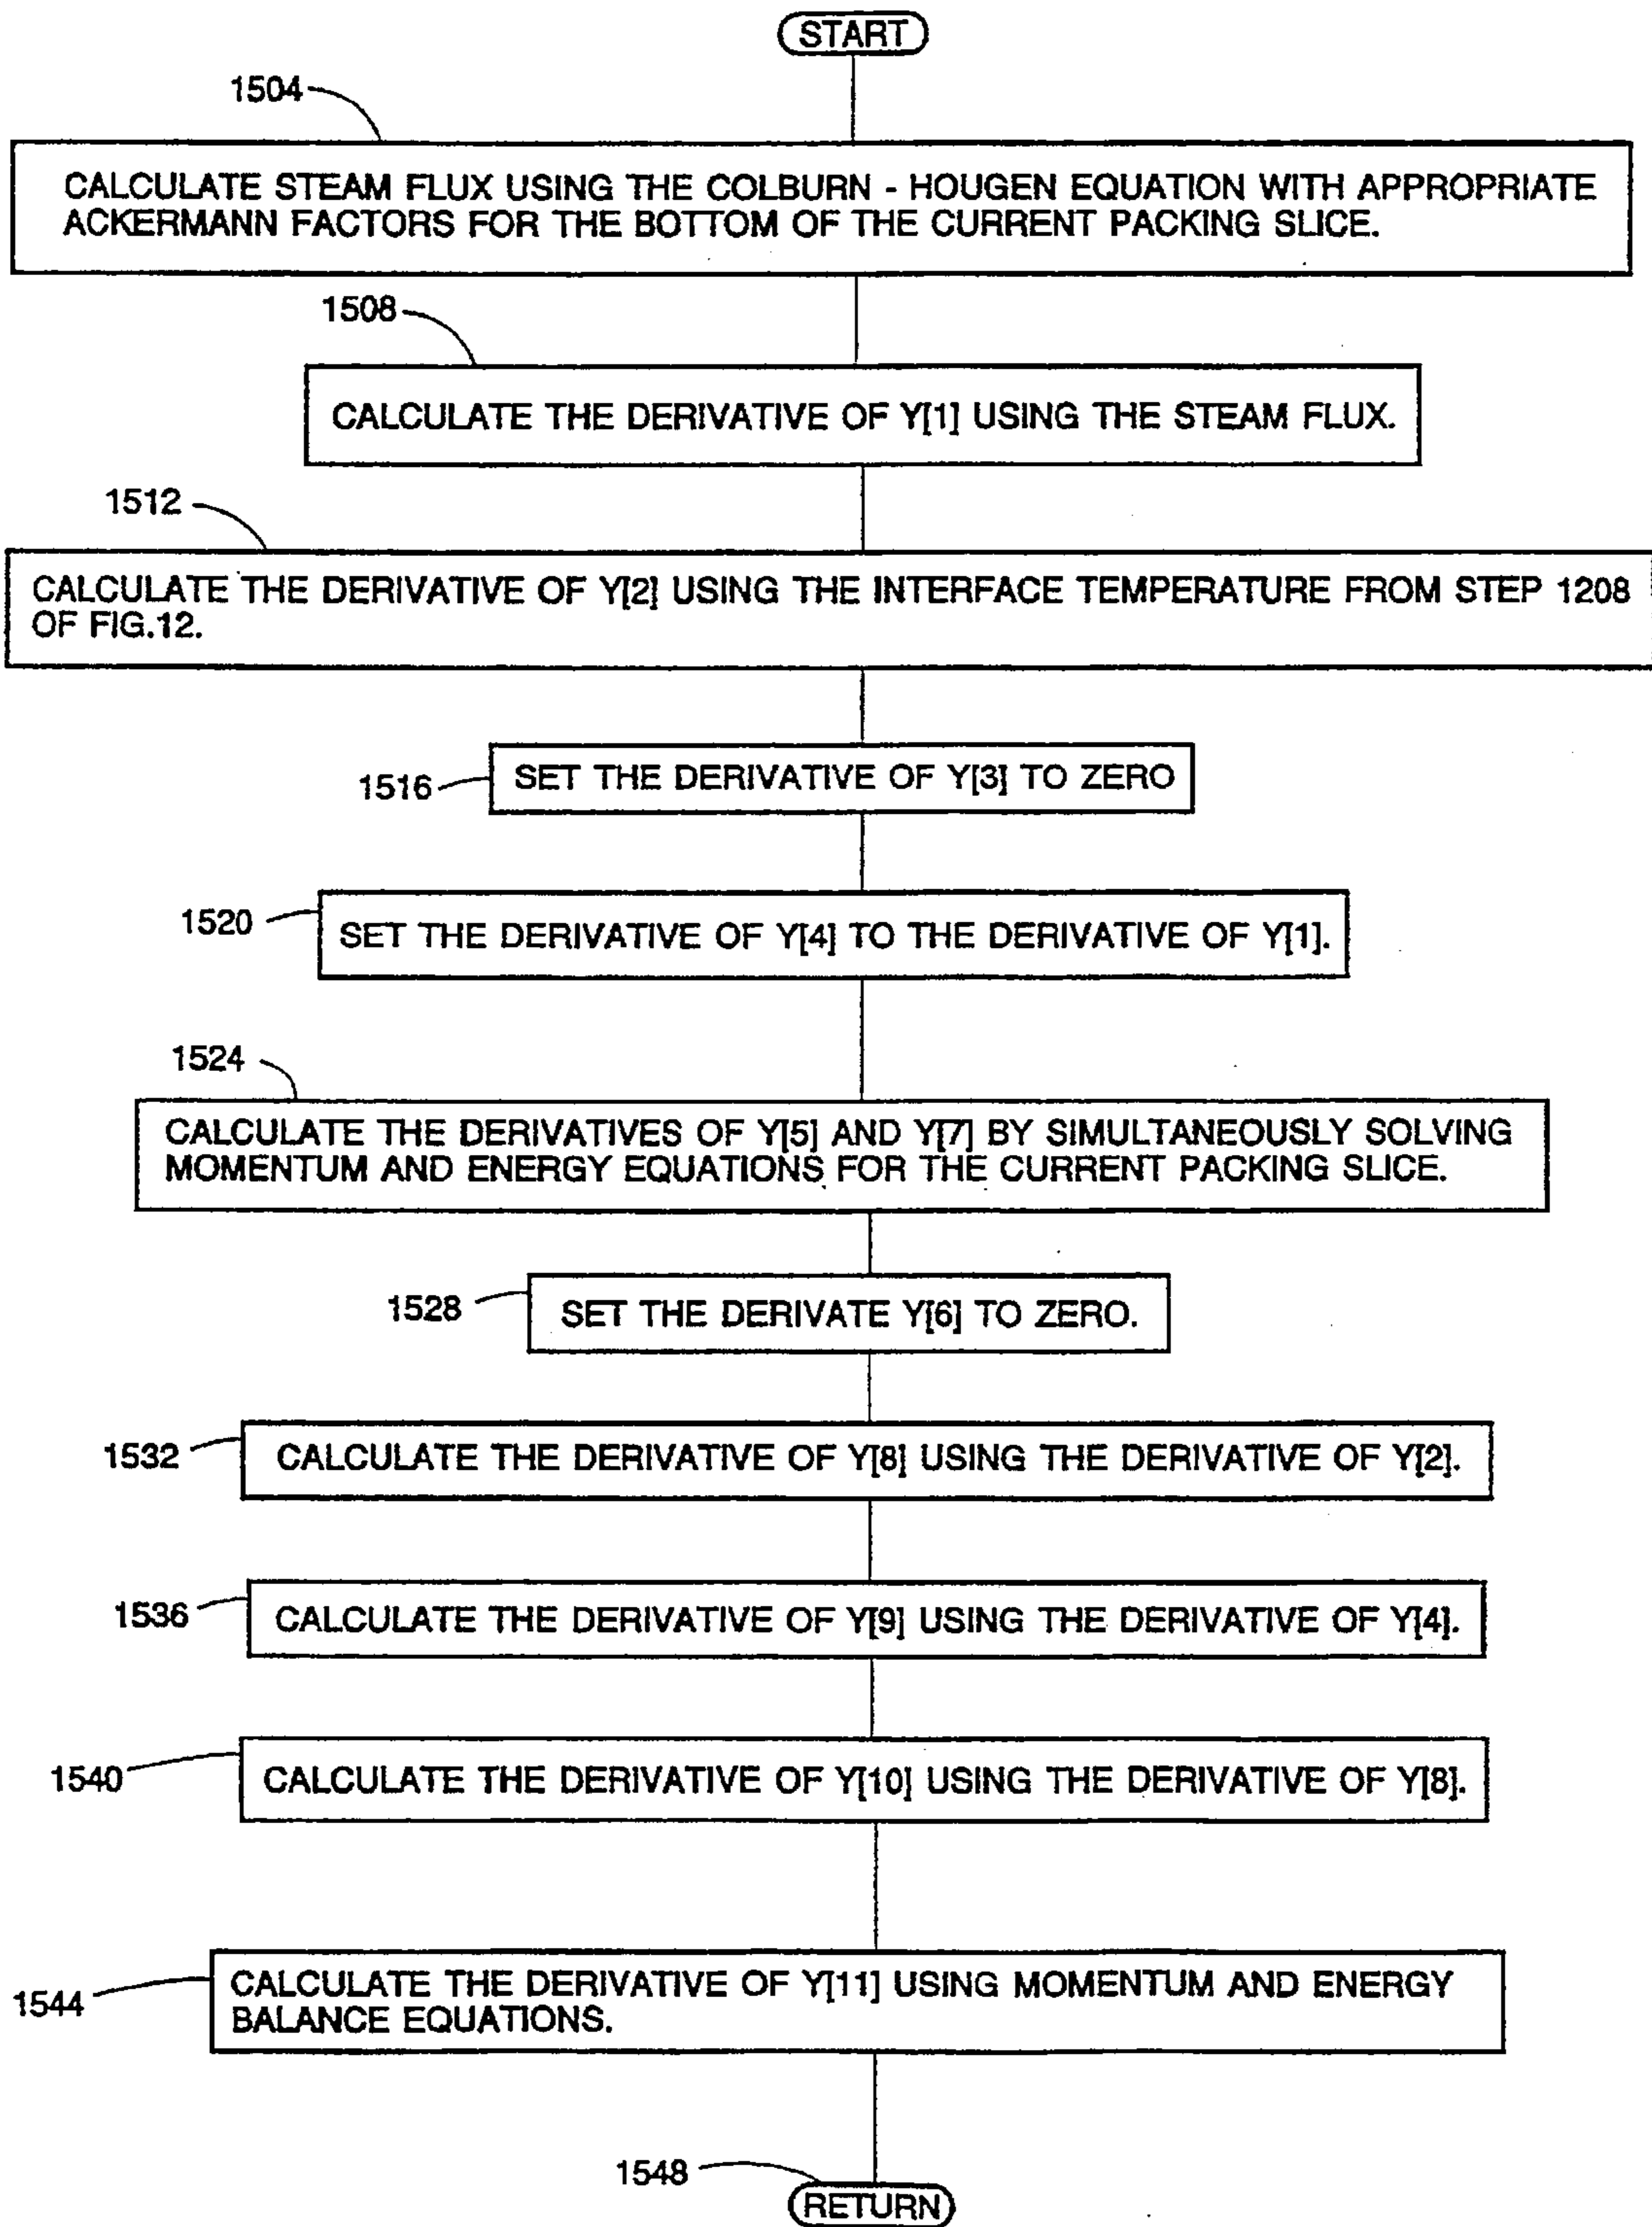 START
1504
CALCULATE STEAM FLUX USING THE COLBURN - HOUGEN EQUATION WITH APPROPRIATE
ACKERMANN FACTORS FOR THE BOTTOM OF THE CURRENT PACKING SLICE.
1508
CALCULATE THE DERIVATIVE OF Y[1] USING THE STEAM FLUX.
1512
CALCULATE THE DERIVATIVE OF Y[2] USING THE INTERFACE TEMPERATURE FROM STEP 1208
OF FIG.12.
1516
SET THE DERIVATIVE OF Y[3] TO ZERO
1520
SET THE DERIVATIVE OF Y[4] TO THE DERIVATIVE OF Y[1].
1524
CALCULATE THE DERIVATIVES OF Y[5] AND Y[7] BY SIMULTANEOUSLY SOLVING
MOMENTUM AND ENERGY EQUATIONS FOR THE CURRENT PACKING SLICE.
1528
SET THE DERIVATE Y[6] TO ZERO.
1532
CALCULATE THE DERIVATIVE OF Y[8] USING THE DERIVATIVE OF Y[2].
1536
CALCULATE THE DERIVATIVE OF Y[9] USING THE DERIVATIVE OF Y[4].
1540
CALCULATE THE DERIVATIVE OF Y[10] USING THE DERIVATIVE OF Y[8].
1544
CALCULATE THE DERIVATIVE OF Y[11] USING MOMENTUM AND ENERGY
BALANCE EQUATIONS.
1548
RETURN